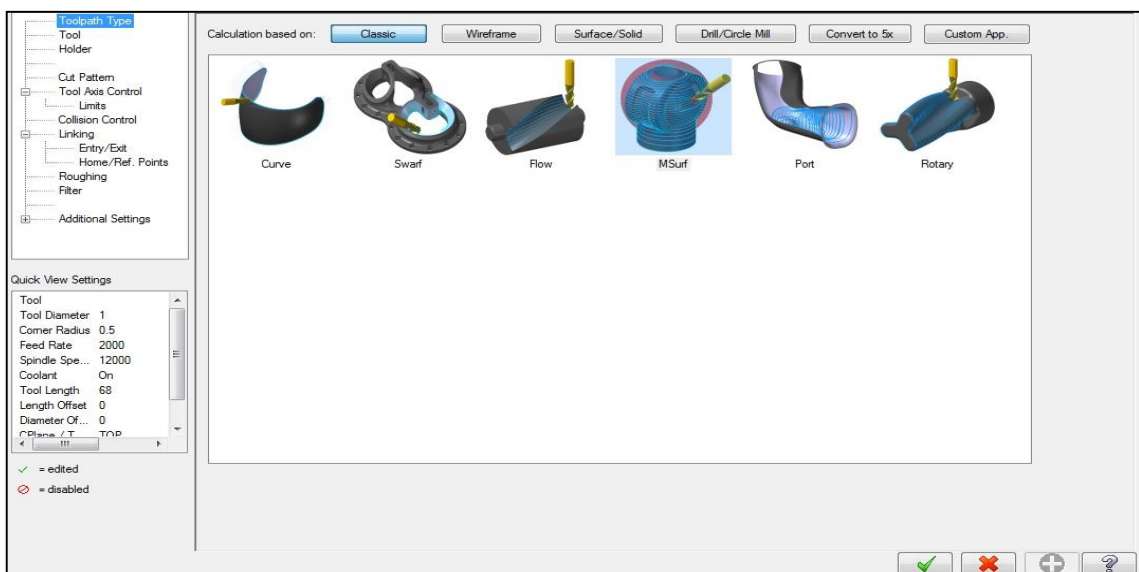 Toolpath Type
Tool
Holder
Cut Pattern
Tool Axis Control
Limits
Collision Control
Linking
Entry/Exit
Home/Ref. Points
Roughing
Filter
Additional Settings
Calculation based on: Classic Wireframe Surface/Solid Drill/Circle Mill Convert to 5x Custom App.
Curve Swarf Flow MSurf Port Rotary
Quick View Settings
Tool
Tool Diameter 1
Corner Radius 0.5
Feed Rate 2000
Spindle Spe... 12000
Coolant On
Tool Length 68
Length Offset 0
Diameter Of... 0
CPlane / T... TOP
= edited
= disabled